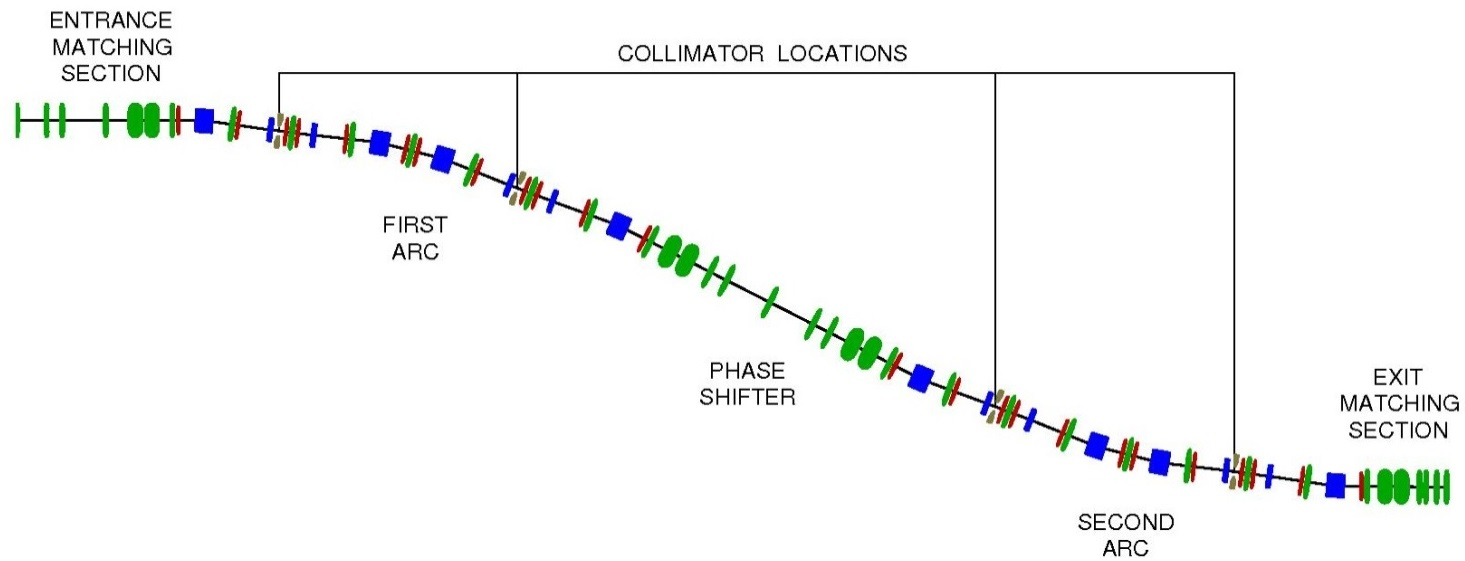 ENTRANCE
MATCHING
SECTION
COLLIMATOR LOCATIONS
FIRST
ARC
PHASE
SHIFTER
EXIT
MATCHING
SECTION
SECOND
ARC